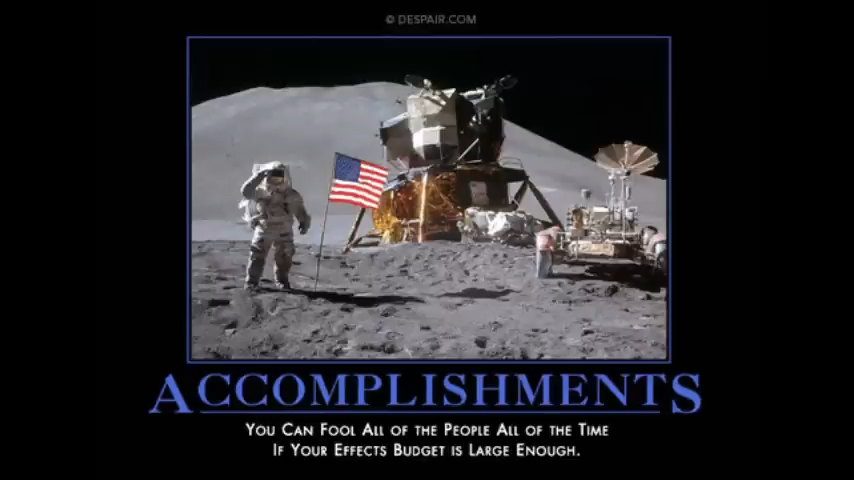 © DESPAIR.COM
ACCOMPLISHMENTS
YOU CAN FOOL ALL OF THE PEOPLE ALL OF THE TIME
IF YOUR EFFECTS BUDGET IS LARGE ENOUGH.